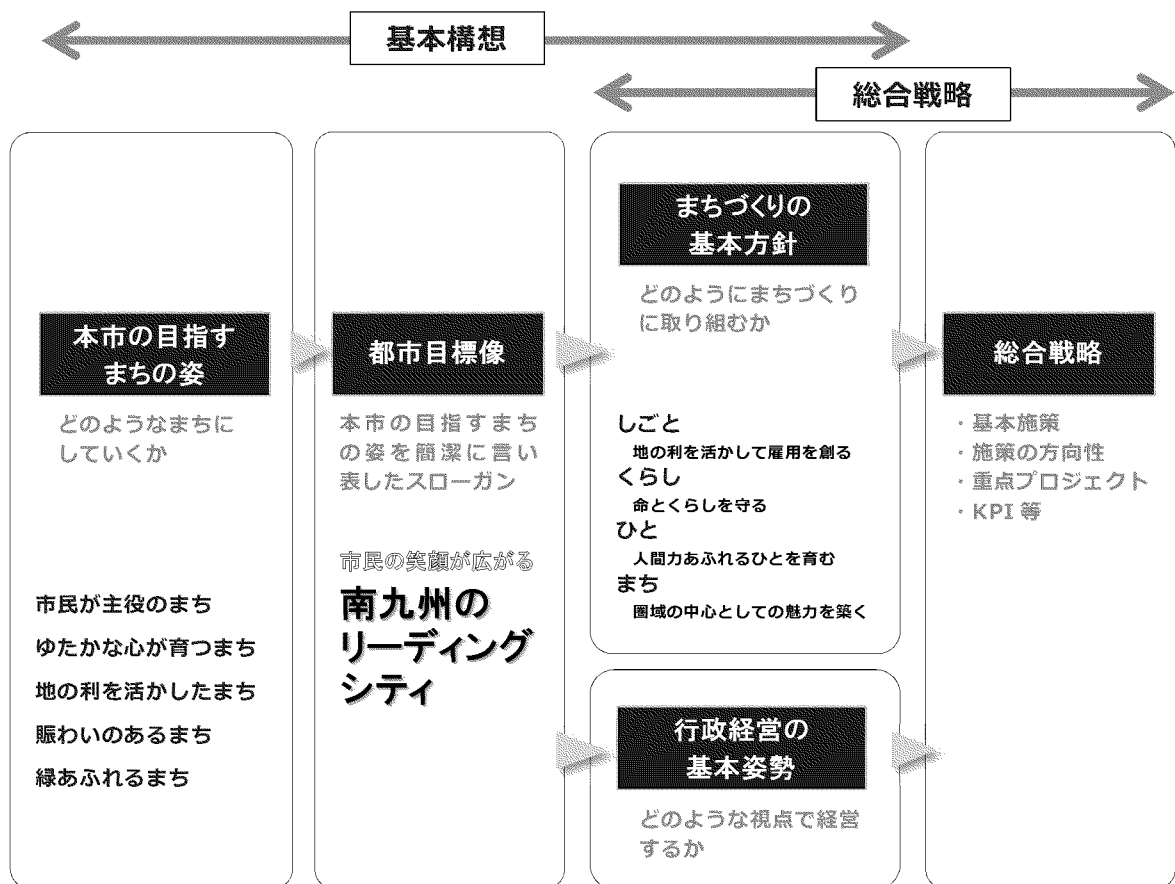 基本構想
総合戦略
本市の目指す
まちの姿
どのようなまちに
していくか
市民が主役のまち
ゆたかな心が育つまち
地の利を活かしたまち
賑わいのあるまち
緑あふれるまち
都市目標像
本市の目指すまち
の姿を簡潔に言い
表したスローガン
市民の笑顔が広がる
南九州の
リーディング
シティ
まちづくりの
基本方針
どのようにまちづくり
に取り組むか
しごと
地の利を活かして雇用を創る
くらし
命とくらしを守る
ひと
人間力あふれるひとを育む
まち
圏域の中心としての魅力を築く
行政経営の
基本姿勢
どのような視点で経営
するか
総合戦略
・基本施策
・施策の方向性
・重点プロジェクト
・KPI 等